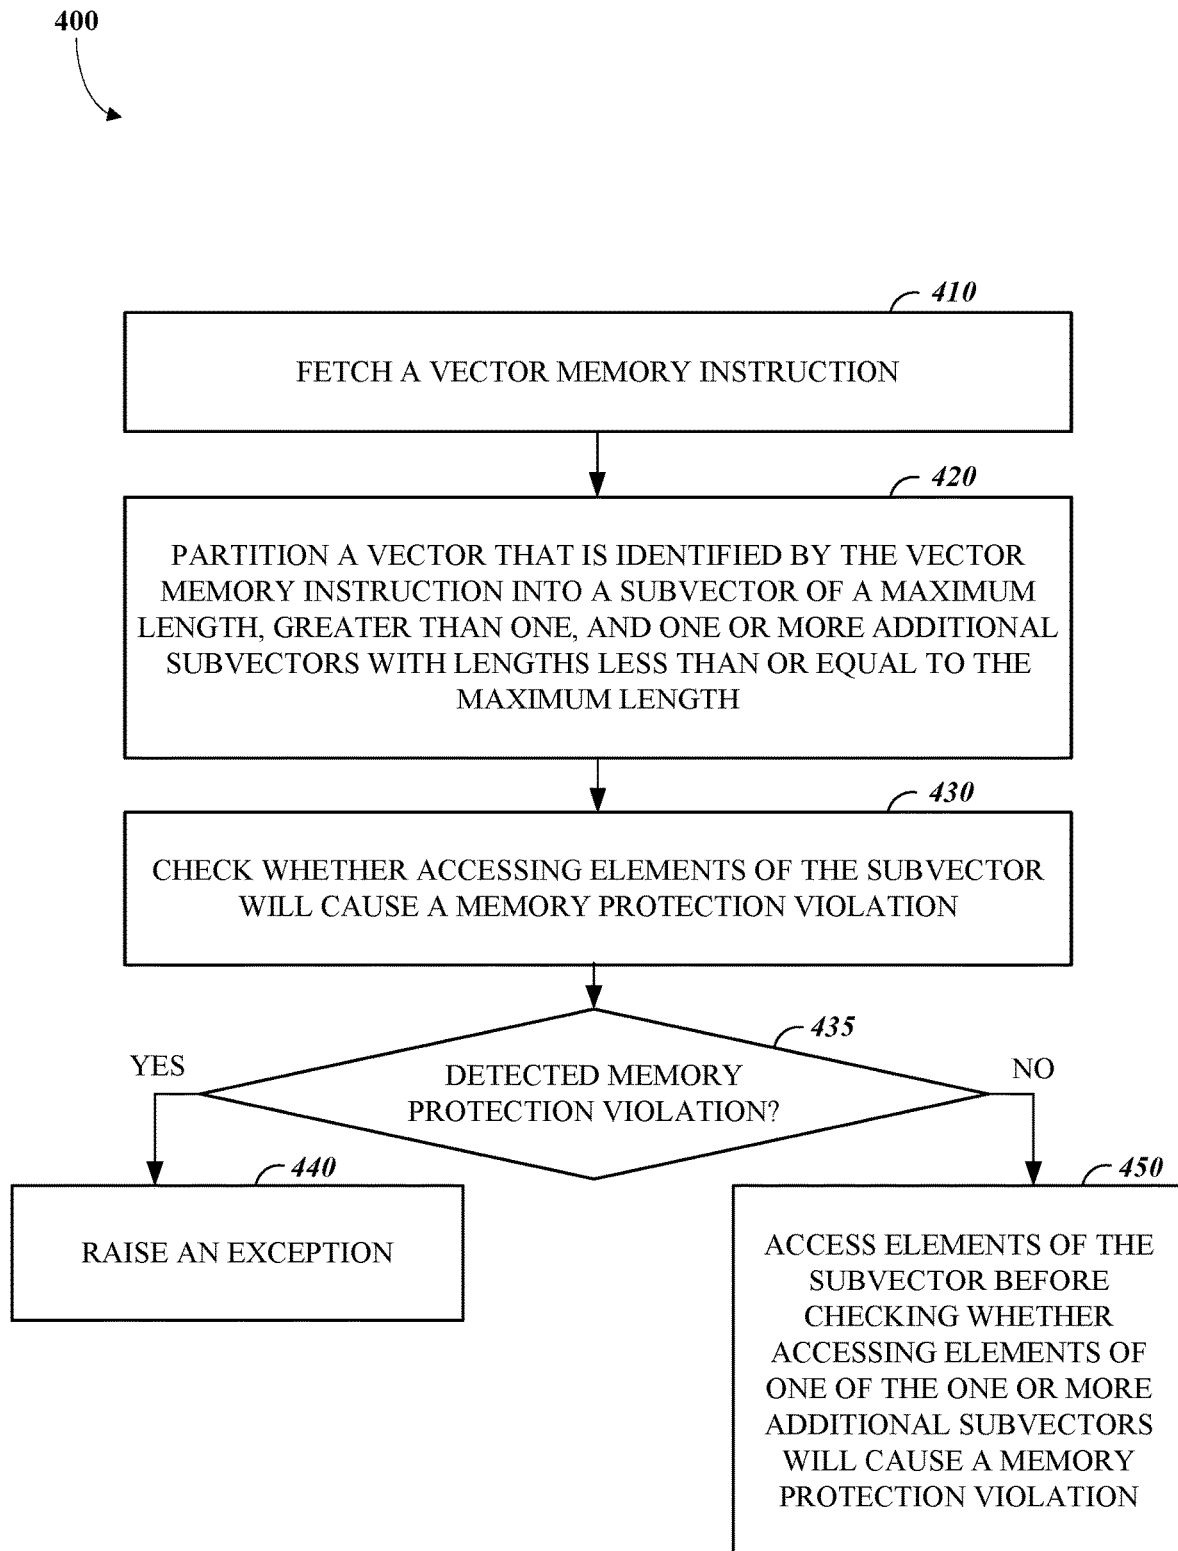 400
410
FETCH A VECTOR MEMORY INSTRUCTION
420
PARTITION A VECTOR THAT IS IDENTIFIED BY THE VECTOR
MEMORY INSTRUCTION INTO A SUBVECTOR OF A MAXIMUM
LENGTH, GREATER THAN ONE, AND ONE OR MORE ADDITIONAL
SUBVECTORS WITH LENGTHS LESS THAN OR EQUAL TO THE
MAXIMUM LENGTH
430
CHECK WHETHER ACCESSING ELEMENTS OF THE SUBVECTOR
WILL CAUSE A MEMORY PROTECTION VIOLATION
435
YES
NO
DETECTED MEMORY
PROTECTION VIOLATION?
440
RAISE AN EXCEPTION
450
ACCESS ELEMENTS OF THE
SUBVECTOR BEFORE
CHECKING WHETHER
ACCESSING ELEMENTS OF
ONE OF THE ONE OR MORE
ADDITIONAL SUBVECTORS
WILL CAUSE A MEMORY
PROTECTION VIOLATION